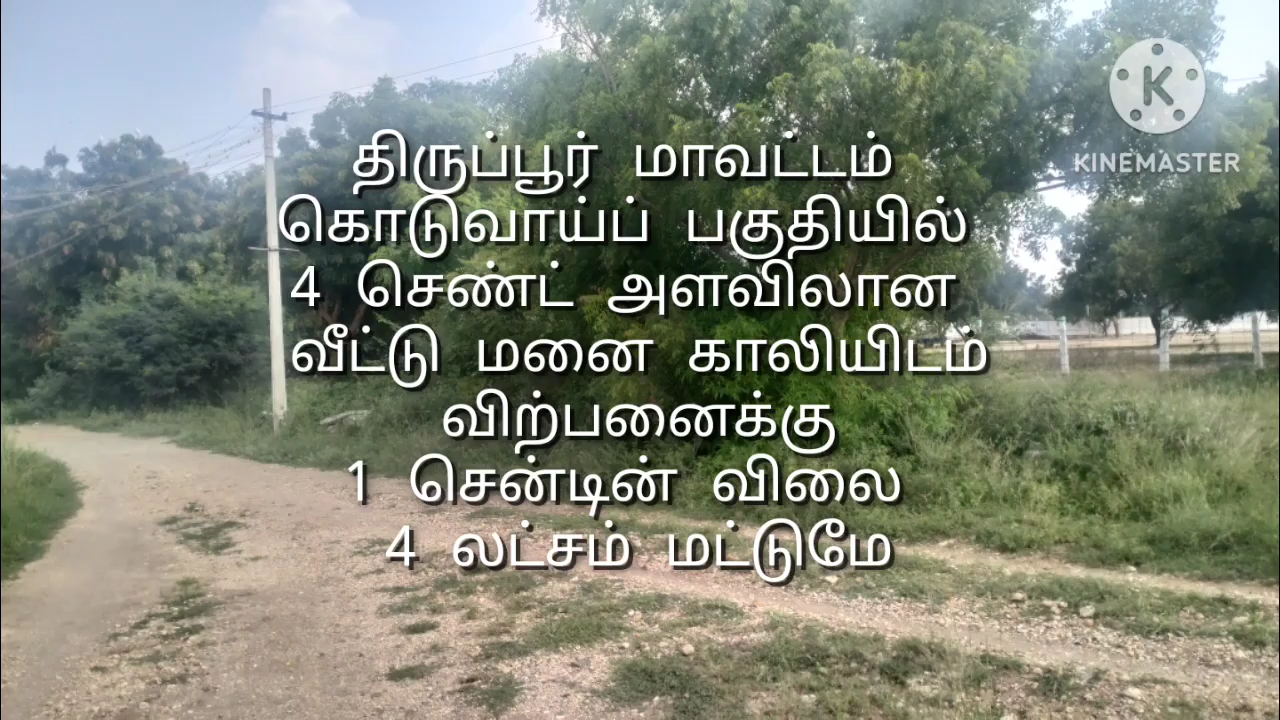 KINEMASTER
திருப்பூர் மாவட்டம்
கொடுவாய்ப் பகுதியில்
4 செண்ட் அளவிலான
வீட்டு மனை காலியிடம்
விற்பனைக்கு
1 சென்டின் விலை
4 லட்சம் மட்டுமே